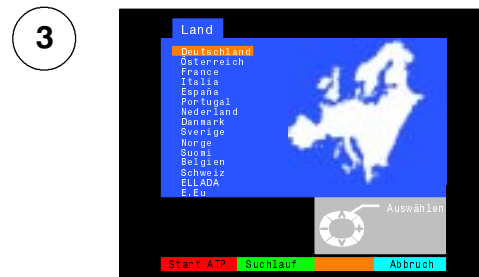 3
Land
Deutschland
Österreich
France
Italia
España
Portugal
Nederland
Danmark
Sverige
Norge
Suomi
Belgien
Schweiz
ELLADA
E.Eu
Auswählen
Start ATP Suchlauf Abbruch